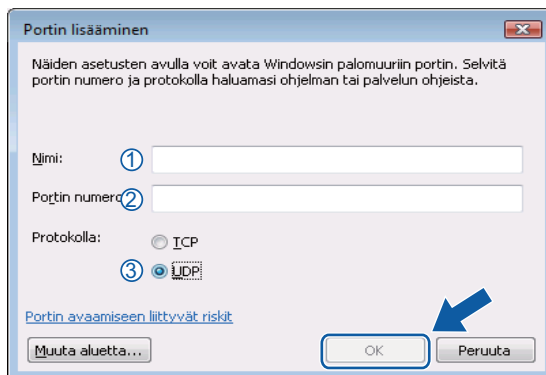 Portin lisääminen
Näiden asetusten avulla voit avata Windowsin palomuuriin portin. Selvitä
portin numero ja protokolla haluamasi ohjelman tai palvelun ohjeista.
Nimi: 1
Portin numero 2
Protokolla: TCP
3 UDP
Portin avaamiseen liittyvät riskit
Muuta aluetta... OK Peruuta